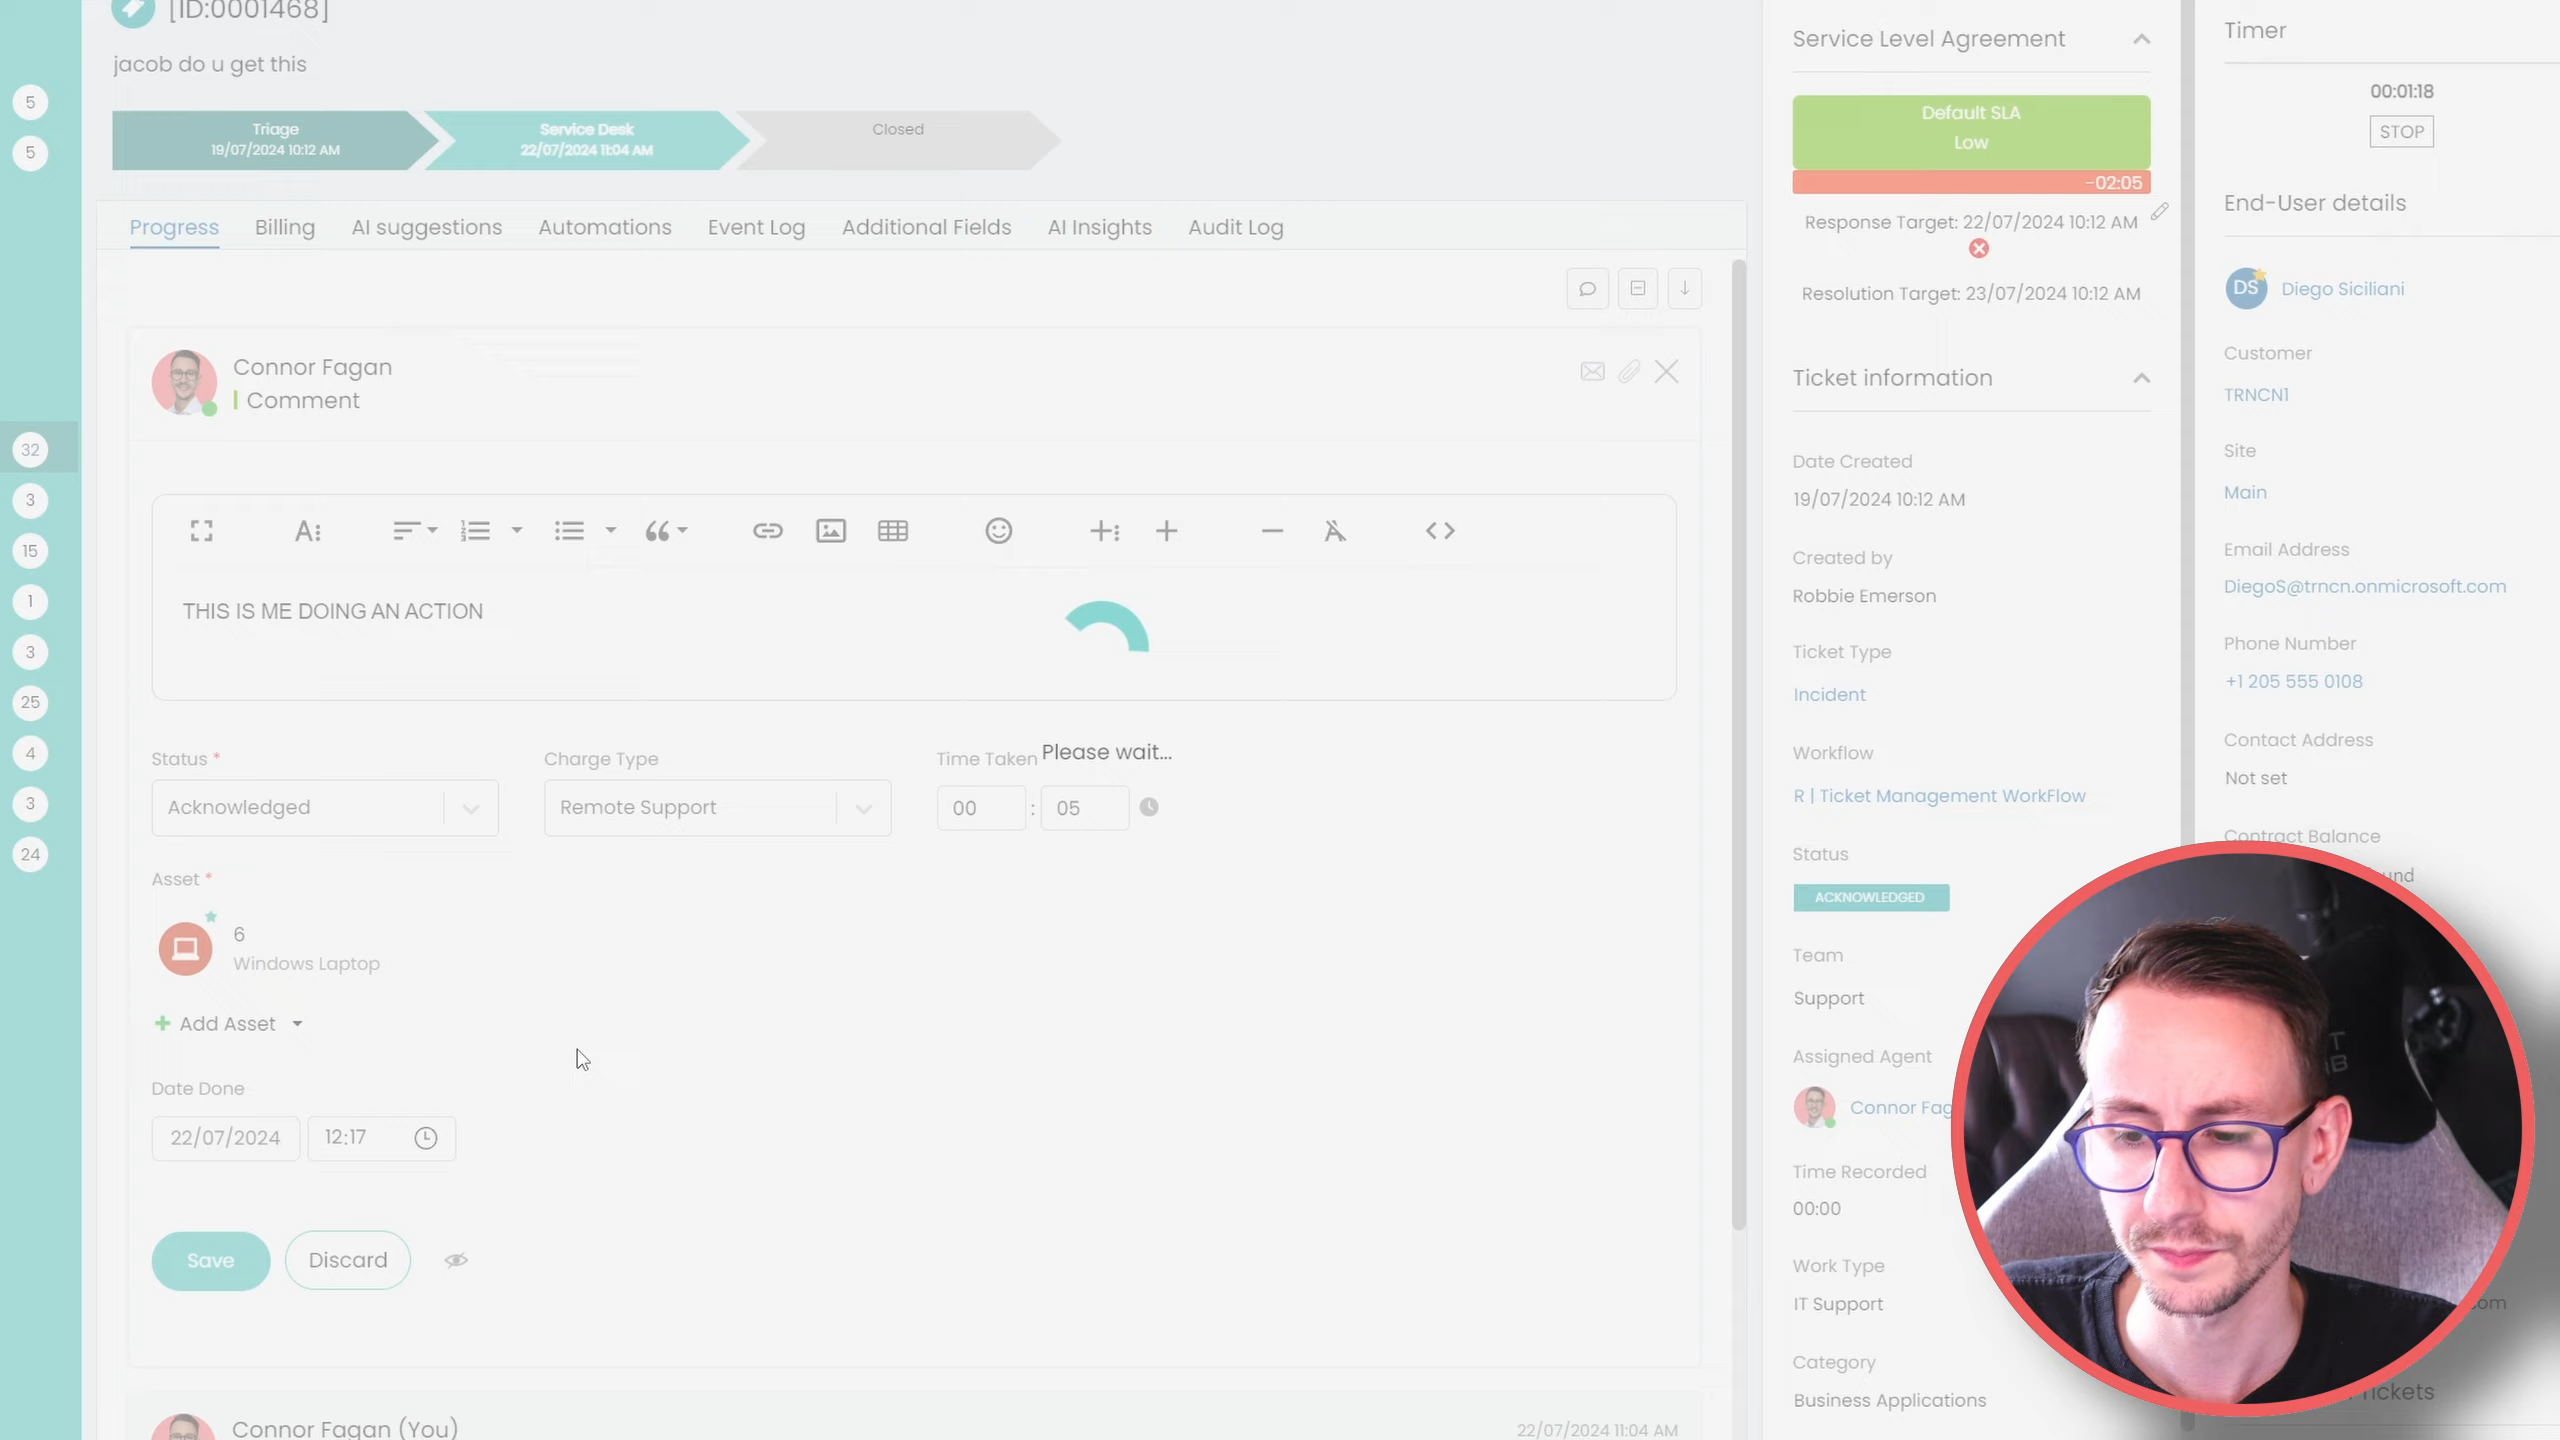 [ID:0001468]
jacob do u get this
Triage
19/07/2024 10:12 AM
Service Desk
22/07/2024 11:04 AM
Closed
Progress
Billing
AI suggestions
Automations
Event Log
Additional Fields
AI Insights
Audit Log
5
5
32
3
15
1
3
25
4
3
24
Connor Fagan
Comment
THIS IS ME DOING AN ACTION
Please wait...
Status *
Charge Type
Time Taken
Acknowledged
Remote Support
00 : 05
Asset *
6
Windows Laptop
+ Add Asset
Date Done
22/07/2024
12:17
Save
Discard
Connor Fagan (You)
22/07/2024 11:04 AM
Service Level Agreement
Default SLA
Low
-02:05
Response Target: 22/07/2024 10:12 AM
Resolution Target: 23/07/2024 10:12 AM
Ticket information
Date Created
19/07/2024 10:12 AM
Created by
Robbie Emerson
Ticket Type
Incident
Workflow
R | Ticket Management WorkFlow
Status
ACKNOWLEDGED
Team
Support
Assigned Agent
Connor Fag
Time Recorded
00:00
Work Type
IT Support
Category
Business Applications
Timer
00:01:18
STOP
End-User details
DS
Diego Siciliani
Customer
TRNCN1
Site
Main
Email Address
DiegoS@trncn.onmicrosoft.com
Phone Number
+1 205 555 0108
Contact Address
Not set
Contract Balance
und
om
Tickets